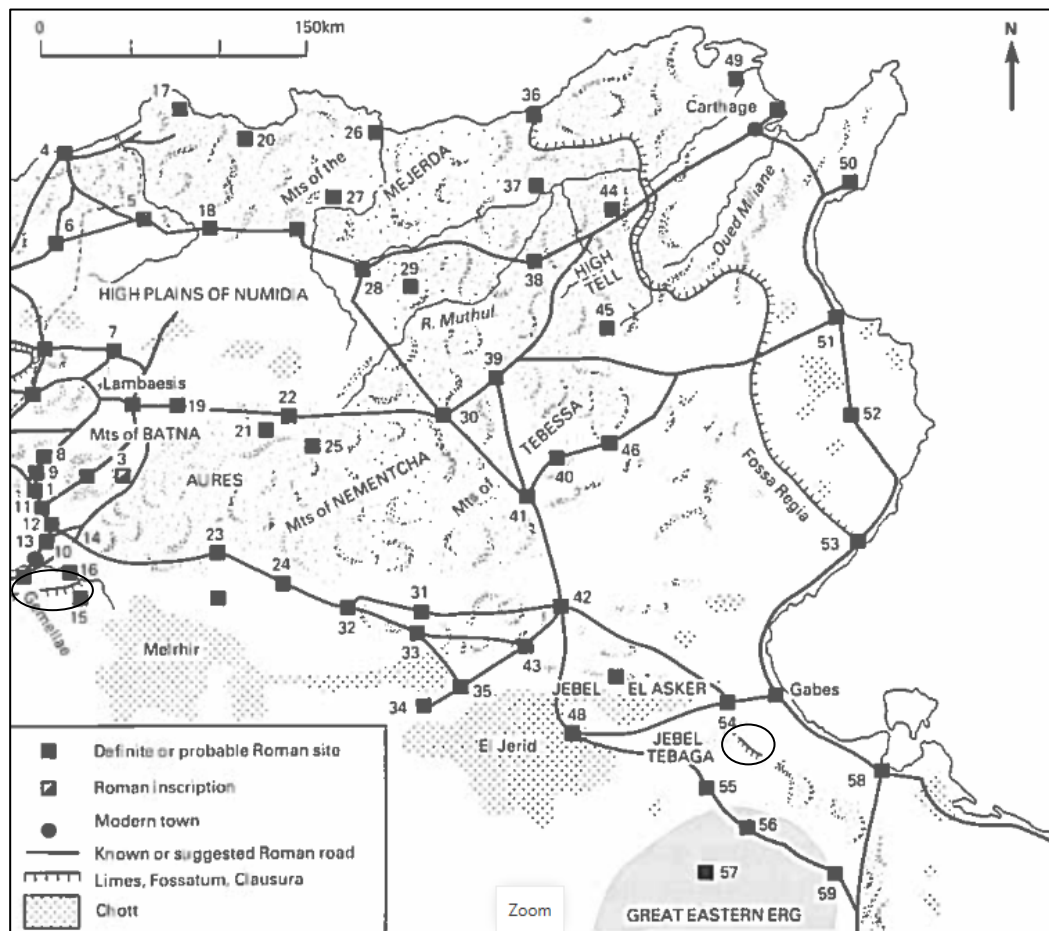 0
150km
N
49
17
36
Carthage
4
20
26
Mts of the
MEJERDA
50
37
44
27
5
18
6
Oued Miliane
HIGH PLAINS OF NUMIDIA
29
28
38
HIGH
TELL
R. Muthul
45
7
51
39
Lambaesis
19
22
30
52
Mts of BATNA
21
25
TEBESSA
8
3
46
9
AURES
Mts of NEMENTCHA
Mts of
40
1
41
Fossa Regia
11
12
14
13
10
23
53
16
24
31
42
15
32
Gemellae
33
43
Melrhir
JEBEL
EL ASKER
Gabes
34
35
48
54
El Jerid
JEBEL
TEBAGA
58
55
56
57
59
GREAT EASTERN ERG
Definite or probable Roman site
Roman inscription
Modern town
Known or suggested Roman road
Limes, Fossatum, Clausura
Chott
Zoom